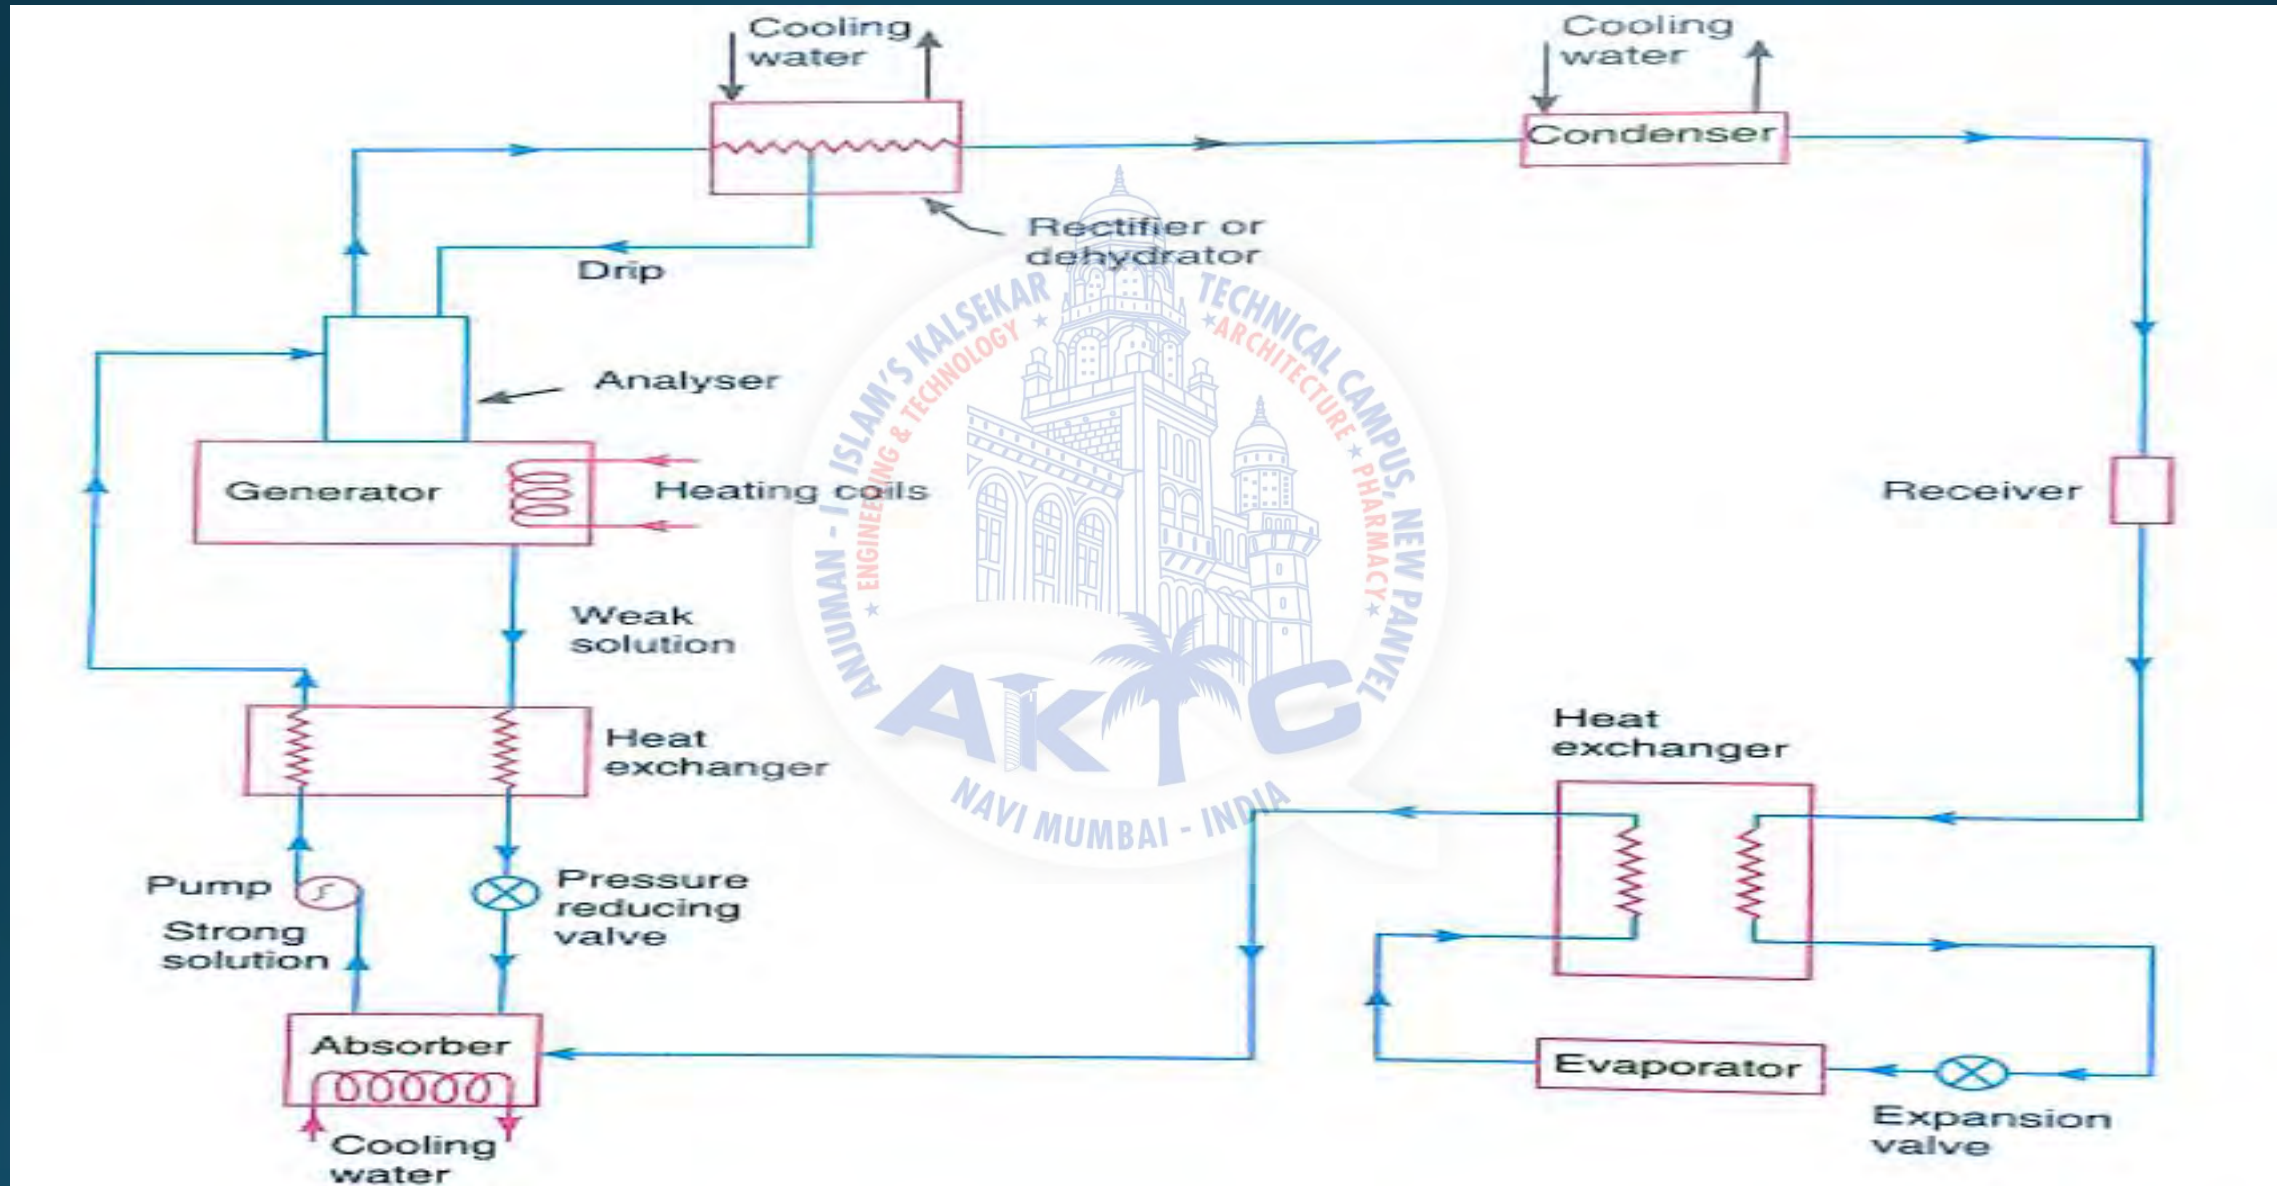 Cooling
water
Cooling
water
Condenser
Rectifier or
dehydrator
Drip
Analyser
Generator
Heating coils
Receiver
Weak
solution
Heat
exchanger
Heat
exchanger
Pump
Pressure
reducing
valve
Strong
solution
Absorber
Evaporator
Expansion
valve
Cooling
water
ANJUMAN - I ISLAM'S KALSEKAR TECHNICAL CAMPUS, NEW PANVEL
★ ENGINEERING & TECHNOLOGY ★ ★ ARCHITECTURE ★ PHARMACY ★
AKTC
NAVI MUMBAI - INDIA